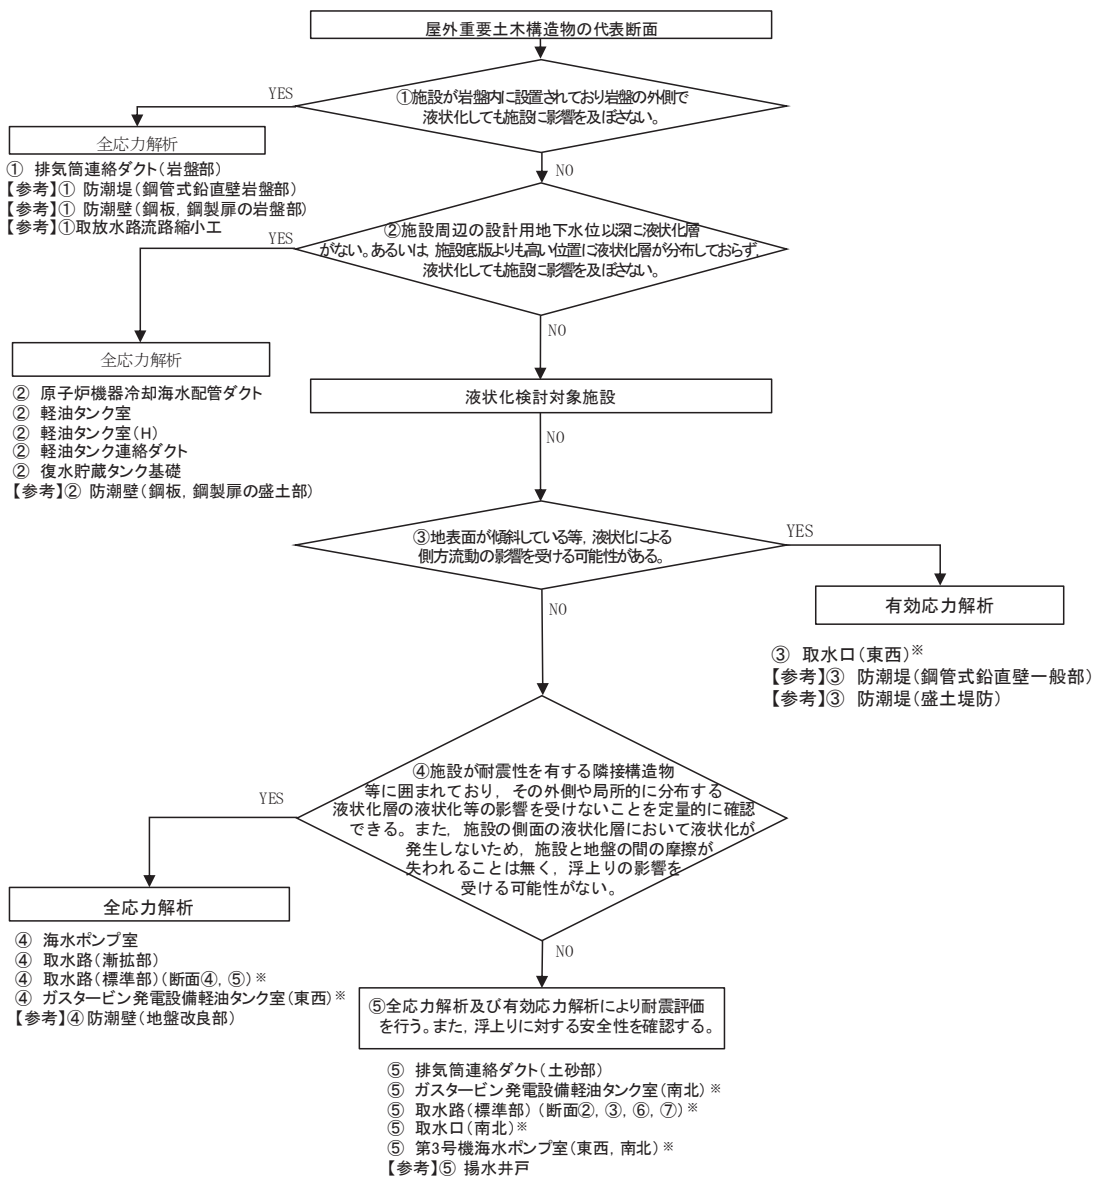 屋外重要土木構造物の代表断面
①施設が岩盤内に設置されており岩盤の外側で
液状化しても施設に影響を及ぼさない。
YES
全応力解析
① 排気筒連絡ダクト(岩盤部)
【参考】① 防潮堤(鋼管式鉛直壁岩盤部)
【参考】① 防潮壁(鋼板, 鋼製扉の岩盤部)
【参考】①取放水路流路縮小工
NO
②施設周辺の設計用地下水位以深に液状化層
がない。あるいは, 施設底版よりも高い位置に液状化層が分布しておらず,
液状化しても施設に影響を及ぼさない。
YES
全応力解析
② 原子炉機器冷却海水配管ダクト
② 軽油タンク室
② 軽油タンク室(H)
② 軽油タンク連絡ダクト
② 復水貯蔵タンク基礎
【参考】② 防潮壁(鋼板, 鋼製扉の盛土部)
NO
液状化検討対象施設
NO
③地表面が傾斜している等, 液状化による
側方流動の影響を受ける可能性がある。
YES
有効応力解析
③ 取水口(東西)※
【参考】③ 防潮堤(鋼管式鉛直壁一般部)
【参考】③ 防潮堤(盛土堤防)
NO
④施設が耐震性を有する隣接構造物
等に囲まれており, その外側や局所的に分布する
液状化層の液状化等の影響を受けないことを定量的に確認
できる。また, 施設の側面の液状化層において液状化が
発生しないため, 施設と地盤の間の摩擦が
失われることは無く, 浮上りの影響を
受ける可能性がない。
YES
全応力解析
④ 海水ポンプ室
④ 取水路(漸拡部)
④ 取水路(標準部)(断面④, ⑤)※
④ ガスタービン発電設備軽油タンク室(東西)※
【参考】④防潮壁(地盤改良部)
NO
⑤全応力解析及び有効応力解析により耐震評価
を行う。また, 浮上りに対する安全性を確認する。
⑤ 排気筒連絡ダクト(土砂部)
⑤ ガスタービン発電設備軽油タンク室(南北)※
⑤ 取水路(標準部)(断面②, ③, ⑥, ⑦)※
⑤ 取水口(南北)※
⑤ 第3号機海水ポンプ室(東西, 南北)※
【参考】⑤ 揚水井戸